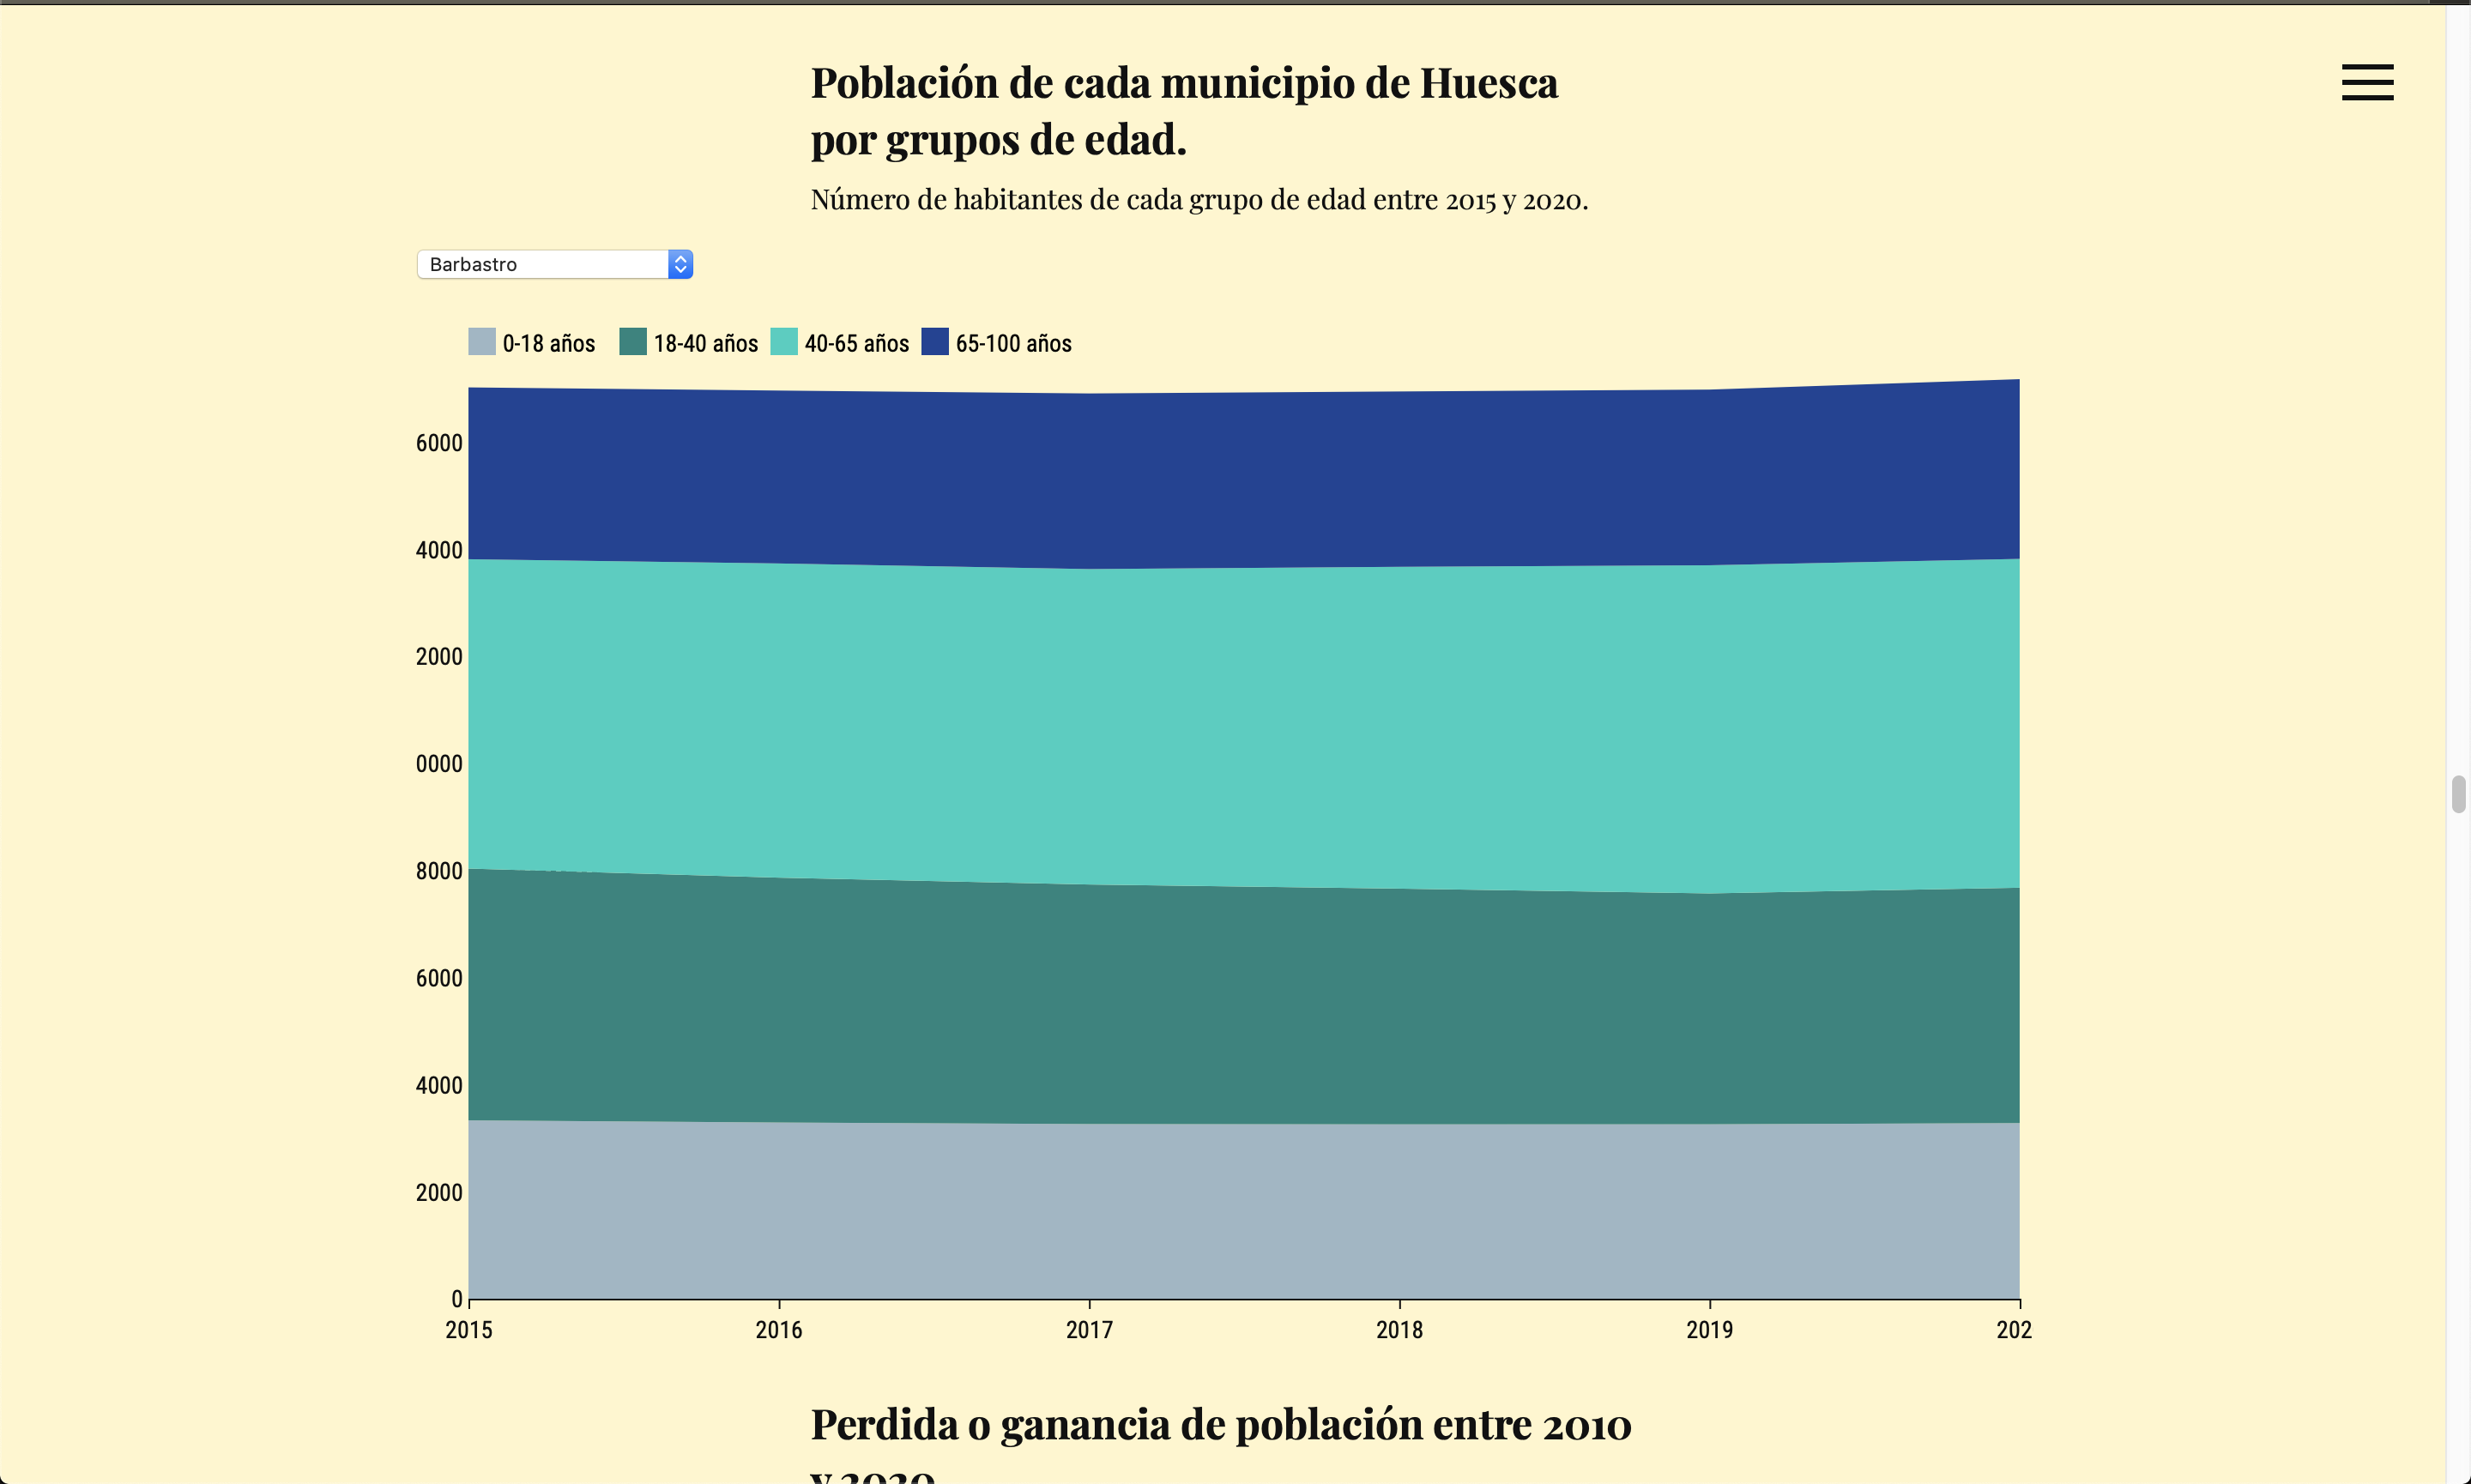 Población de cada municipio de Huesca
por grupos de edad.
Número de habitantes de cada grupo de edad entre 2015 y 2020.
Barbastro
0-18 años 18-40 años 40-65 años 65-100 años
6000
4000
2000
0000
8000
6000
4000
2000
0
2015 2016 2017 2018 2019 202
Perdida o ganancia de población entre 2010
y 2020